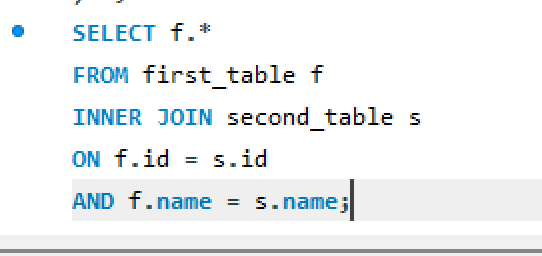 SELECT f.*
FROM first_table f
INNER JOIN second_table s
ON f.id = s.id
AND f.name = s.name;